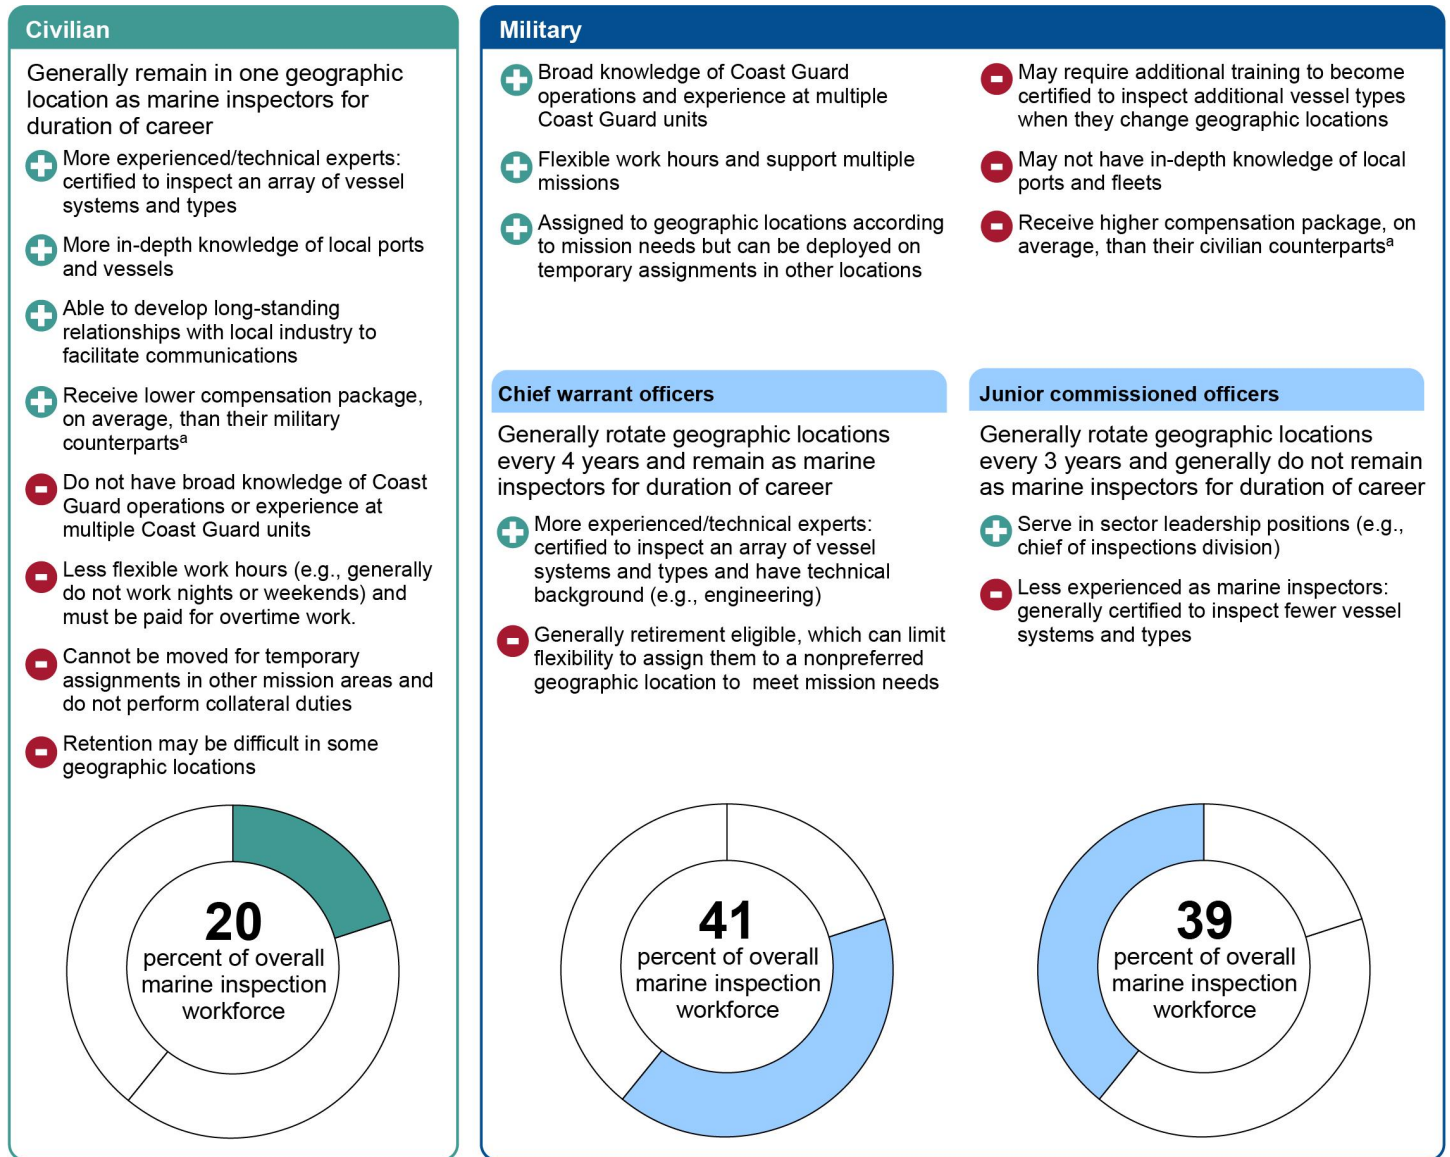 Civilian
Generally remain in one geographic
location as marine inspectors for
duration of career
More experienced/technical experts:
certified to inspect an array of vessel
systems and types
More in-depth knowledge of local ports
and vessels
Able to develop long-standing
relationships with local industry to
facilitate communications
Receive lower compensation package,
on average, than their military
counterpartsᵃ
Do not have broad knowledge of Coast
Guard operations or experience at
multiple Coast Guard units
Less flexible work hours (e.g., generally
do not work nights or weekends) and
must be paid for overtime work.
Cannot be moved for temporary
assignments in other mission areas and
do not perform collateral duties
Retention may be difficult in some
geographic locations
20
percent of overall
marine inspection
workforce
Military
Broad knowledge of Coast Guard
operations and experience at multiple
Coast Guard units
Flexible work hours and support multiple
missions
Assigned to geographic locations according
to mission needs but can be deployed on
temporary assignments in other locations
May require additional training to become
certified to inspect additional vessel types
when they change geographic locations
May not have in-depth knowledge of local
ports and fleets
Receive higher compensation package, on
average, than their civilian counterpartsᵃ
Chief warrant officers
Generally rotate geographic locations
every 4 years and remain as marine
inspectors for duration of career
More experienced/technical experts:
certified to inspect an array of vessel
systems and types and have technical
background (e.g., engineering)
Generally retirement eligible, which can limit
flexibility to assign them to a nonpreferred
geographic location to meet mission needs
41
percent of overall
marine inspection
workforce
Junior commissioned officers
Generally rotate geographic locations
every 3 years and generally do not remain
as marine inspectors for duration of career
Serve in sector leadership positions (e.g.,
chief of inspections division)
Less experienced as marine inspectors:
generally certified to inspect fewer vessel
systems and types
39
percent of overall
marine inspection
workforce